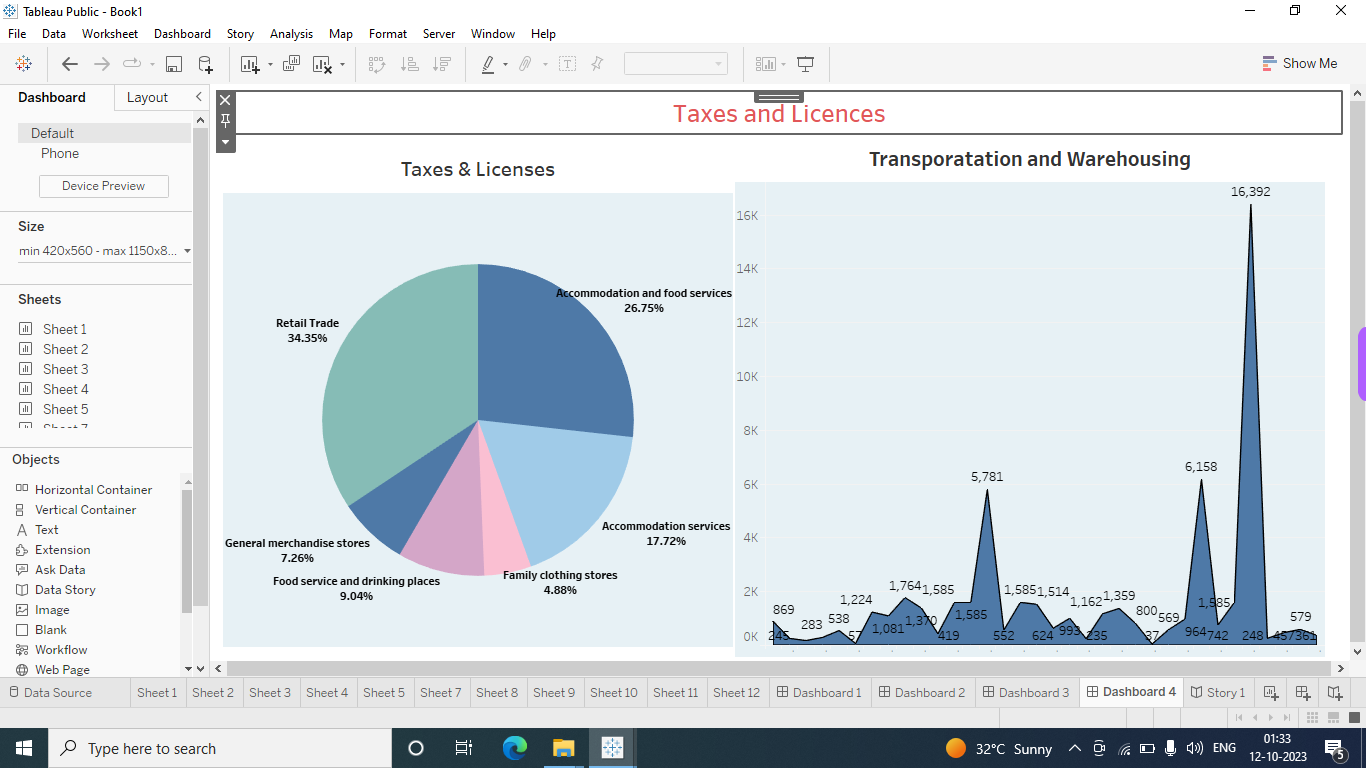 Tableau Public - Book1
File Data Worksheet Dashboard Story Analysis Map Format Server Window Help
Show Me
Dashboard Layout
Default
Phone
Device Preview
Size
min 420x560 - max 1150x8...
Sheets
Sheet 1
Sheet 2
Sheet 3
Sheet 4
Sheet 5
Objects
Horizontal Container
Vertical Container
Text
Extension
Ask Data
Data Story
Image
Blank
Workflow
Web Page
Taxes and Licences
Taxes & Licenses
Accommodation and food services
26.75%
Retail Trade
34.35%
Accommodation services
17.72%
General merchandise stores
7.26%
Family clothing stores
4.88%
Food service and drinking places
9.04%
Transporatation and Warehousing
16,392
16K
14K
12K
10K
8K
6K
4K
2K
0K
5,781
6,158
869
245
283
538
57
1,224
1,081
1,764
1,370
1,585
419
1,585
552
1,585
624
1,514
993
1,162
235
1,359
800
37
569
964
742
1,585
248
457
579
361
Data Source Sheet 1 Sheet 2 Sheet 3 Sheet 4 Sheet 5 Sheet 7 Sheet 8 Sheet 9 Sheet 10 Sheet 11 Sheet 12 Dashboard 1 Dashboard 2 Dashboard 3 Dashboard 4 Story 1
Type here to search
32°C Sunny
ENG
01:33
12-10-2023
5